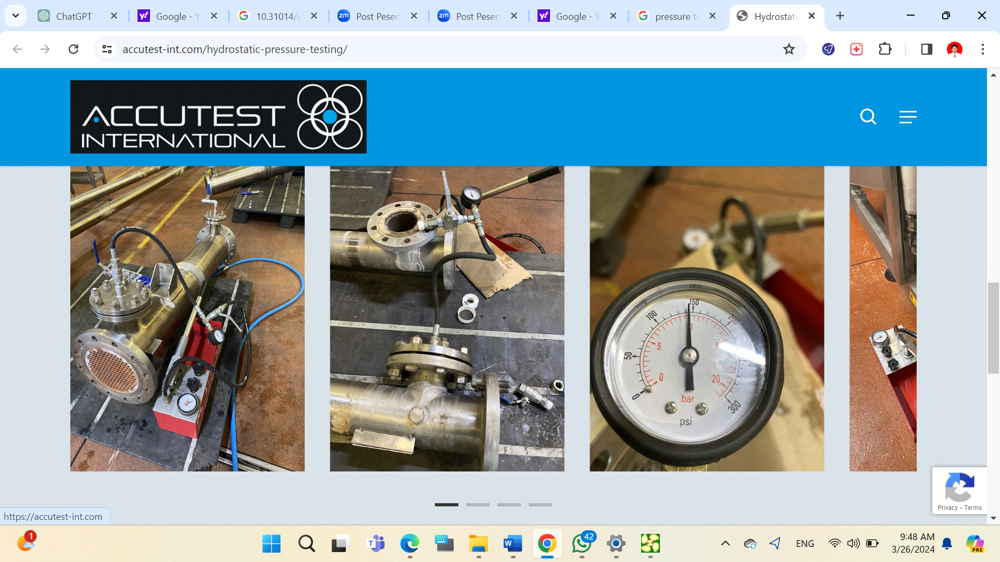 ChatGPT
Google - Y
10.31014/a
Post Pesert
Post Pesert
Google - Y
pressure te
Hydrostati
accutest-int.com/hydrostatic-pressure-testing/
ACCUTEST
INTERNATIONAL
150
100
200
50
5
0
0
20
300
bar
psi
Privacy - Terms
https://accutest-int.com
1
42
ENG
9:48 AM
3/26/2024
PRE